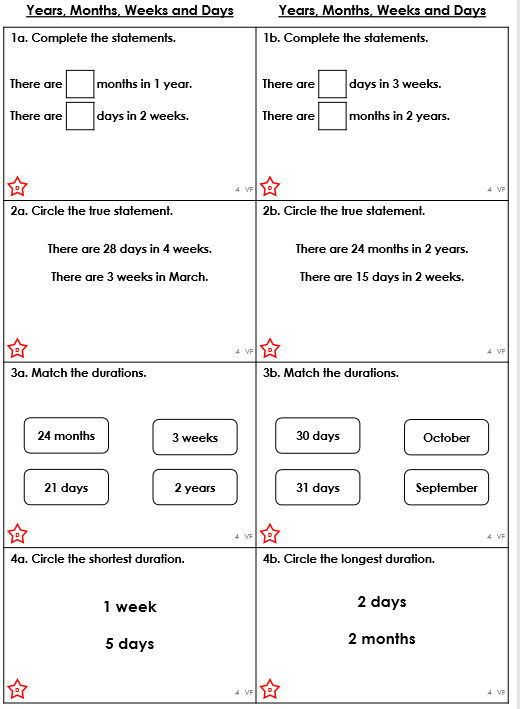 Years, Months, Weeks and Days
Years, Months, Weeks and Days
1a. Complete the statements.
There are months in 1 year.
There are days in 2 weeks.
D
4 VF
1b. Complete the statements.
There are days in 3 weeks.
There are months in 2 years.
D
4 VF
2a. Circle the true statement.
There are 28 days in 4 weeks.
There are 3 weeks in March.
D
4 VF
2b. Circle the true statement.
There are 24 months in 2 years.
There are 15 days in 2 weeks.
D
4 VF
3a. Match the durations.
24 months
3 weeks
21 days
2 years
D
4 VF
3b. Match the durations.
30 days
October
31 days
September
D
4 VF
4a. Circle the shortest duration.
1 week
5 days
D
4 VF
4b. Circle the longest duration.
2 days
2 months
D
4 VF